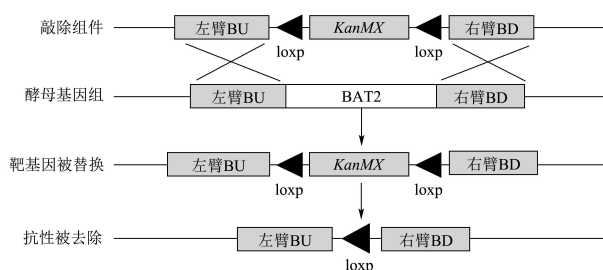 敲除组件 左臂BU KanMX 右臂BD
loxp loxp
酵母基因组 左臂BU BAT2 右臂BD
靶基因被替换 左臂BU KanMX 右臂BD
loxp loxp
抗性被去除 左臂BU 右臂BD
loxp